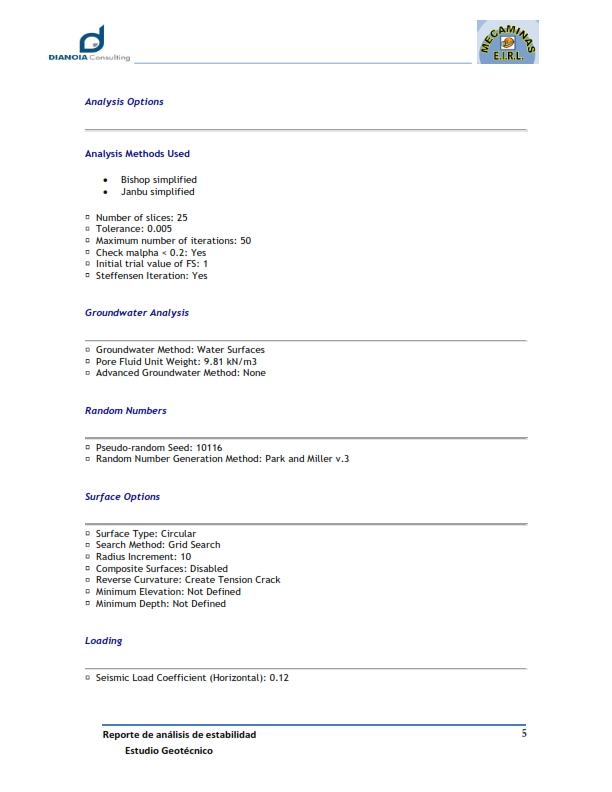 DIANOIA Consulting
MECAMINAS
E.I.R.L.
Analysis Options
Analysis Methods Used
• Bishop simplified
• Janbu simplified
▫ Number of slices: 25
▫ Tolerance: 0.005
▫ Maximum number of iterations: 50
▫ Check malpha < 0.2: Yes
▫ Initial trial value of FS: 1
▫ Steffensen Iteration: Yes
Groundwater Analysis
▫ Groundwater Method: Water Surfaces
▫ Pore Fluid Unit Weight: 9.81 kN/m3
▫ Advanced Groundwater Method: None
Random Numbers
▫ Pseudo-random Seed: 10116
▫ Random Number Generation Method: Park and Miller v.3
Surface Options
▫ Surface Type: Circular
▫ Search Method: Grid Search
▫ Radius Increment: 10
▫ Composite Surfaces: Disabled
▫ Reverse Curvature: Create Tension Crack
▫ Minimum Elevation: Not Defined
▫ Minimum Depth: Not Defined
Loading
▫ Seismic Load Coefficient (Horizontal): 0.12
Reporte de análisis de estabilidad 5
Estudio Geotécnico